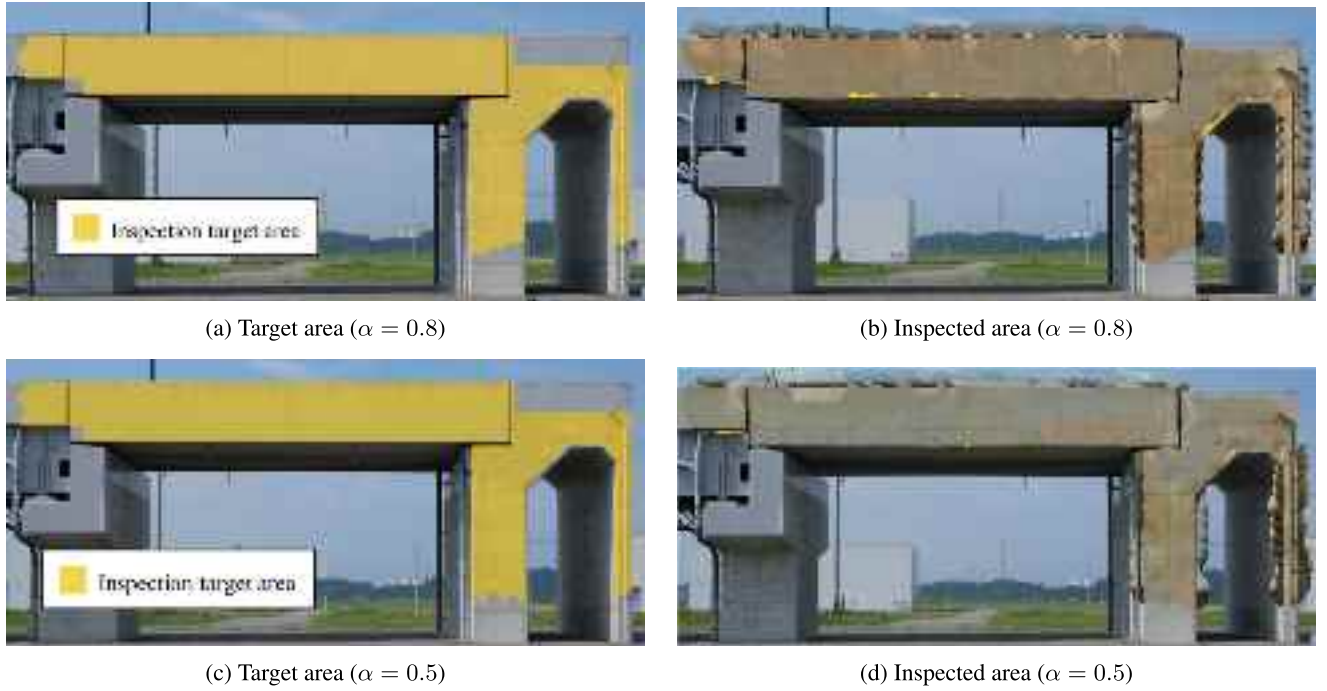 Inspection target area
(a) Target area (α = 0.8)
(b) Inspected area (α = 0.8)
Inspection target area
(c) Target area (α = 0.5)
(d) Inspected area (α = 0.5)